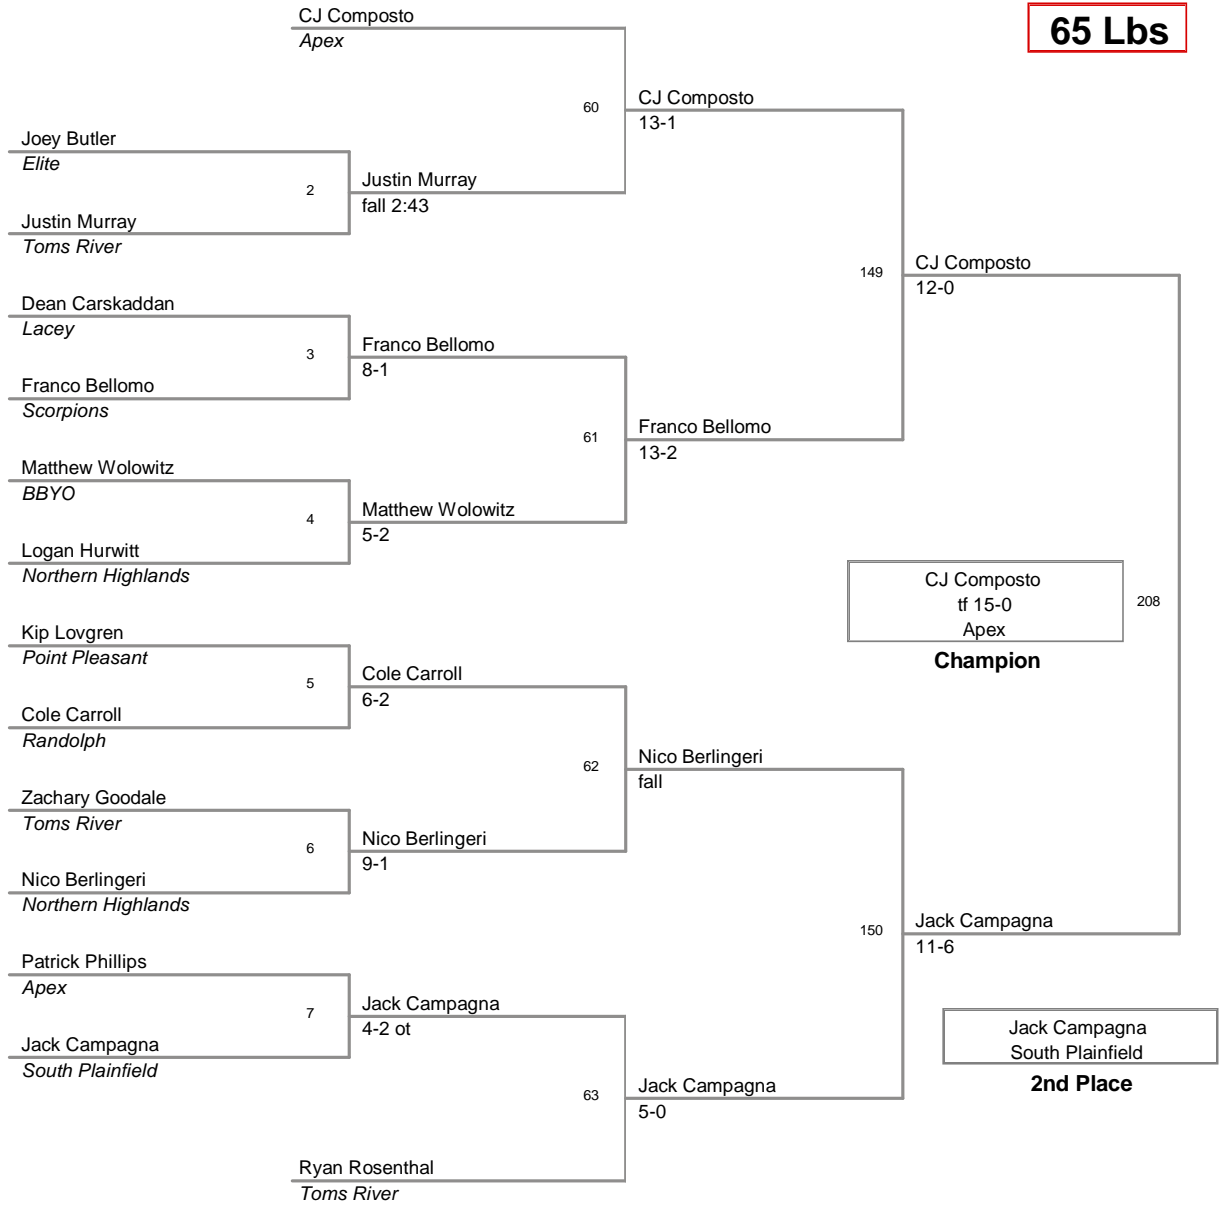 CJ Composto
Apex
65 Lbs
60
CJ Composto
13-1
Joey Butler
Elite
2
Justin Murray
fall 2:43
Justin Murray
Toms River
149
CJ Composto
12-0
Dean Carskaddan
Lacey
3
Franco Bellomo
8-1
Franco Bellomo
Scorpions
61
Franco Bellomo
13-2
Matthew Wolowitz
BBYO
4
Matthew Wolowitz
5-2
Logan Hurwitt
Northern Highlands
CJ Composto
tf 15-0
Apex
208
Champion
Kip Lovgren
Point Pleasant
5
Cole Carroll
6-2
Cole Carroll
Randolph
62
Nico Berlingeri
fall
Zachary Goodale
Toms River
6
Nico Berlingeri
9-1
Nico Berlingeri
Northern Highlands
150
Jack Campagna
11-6
Patrick Phillips
Apex
7
Jack Campagna
4-2 ot
Jack Campagna
South Plainfield
Jack Campagna
South Plainfield
2nd Place
63
Jack Campagna
5-0
Ryan Rosenthal
Toms River